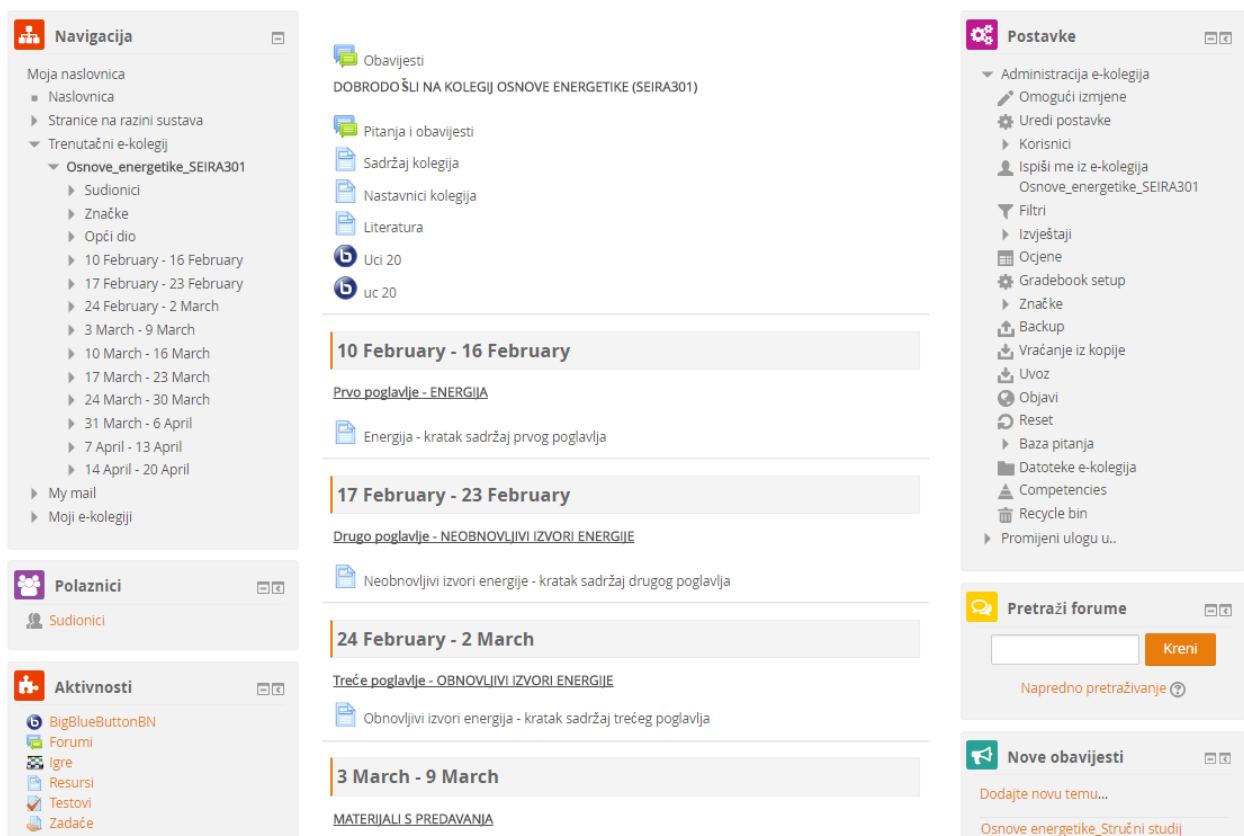 Navigacija
Moja naslovnica
Naslovnica
Stranice na razini sustava
Trenutačni e-kolegij
Osnove_energetike_SEIRA301
Sudionici
Značke
Opći dio
10 February - 16 February
17 February - 23 February
24 February - 2 March
3 March - 9 March
10 March - 16 March
17 March - 23 March
24 March - 30 March
31 March - 6 April
7 April - 13 April
14 April - 20 April
My mail
Moji e-kolegiji
Polaznici
Sudionici
Aktivnosti
BigBlueButtonBN
Forumi
Igre
Resursi
Testovi
Zadaće
Obavijesti
DOBRODOŠLI NA KOLEGIJ OSNOVE ENERGETIKE (SEIRA301)
Pitanja i obavijesti
Sadržaj kolegija
Nastavnici kolegija
Literatura
Uci 20
uc 20
10 February - 16 February
Prvo poglavlje - ENERGIJA
Energija - kratak sadržaj prvog poglavlja
17 February - 23 February
Drugo poglavlje - NEOBNOVLJIVI IZVORI ENERGIJE
Neobnovljivi izvori energije - kratak sadržaj drugog poglavlja
24 February - 2 March
Treće poglavlje - OBNOVLJIVI IZVORI ENERGIJE
Obnovljivi izvori energija - kratak sadržaj trećeg poglavlja
3 March - 9 March
MATERIJALI S PREDAVANJA
Postavke
Administracija e-kolegija
Omogući izmjene
Uredi postavke
Korisnici
Ispiši me iz e-kolegija
Osnove_energetike_SEIRA301
Filtri
Izvještaji
Ocjene
Gradebook setup
Značke
Backup
Vraćanje iz kopije
Uvoz
Objavi
Reset
Baza pitanja
Datoteke e-kolegija
Competencies
Recycle bin
Promijeni ulogu u..
Pretraži forume
Kreni
Napredno pretraživanje
Nove obavijesti
Dodajte novu temu...
Osnove energetike_Stručni studij